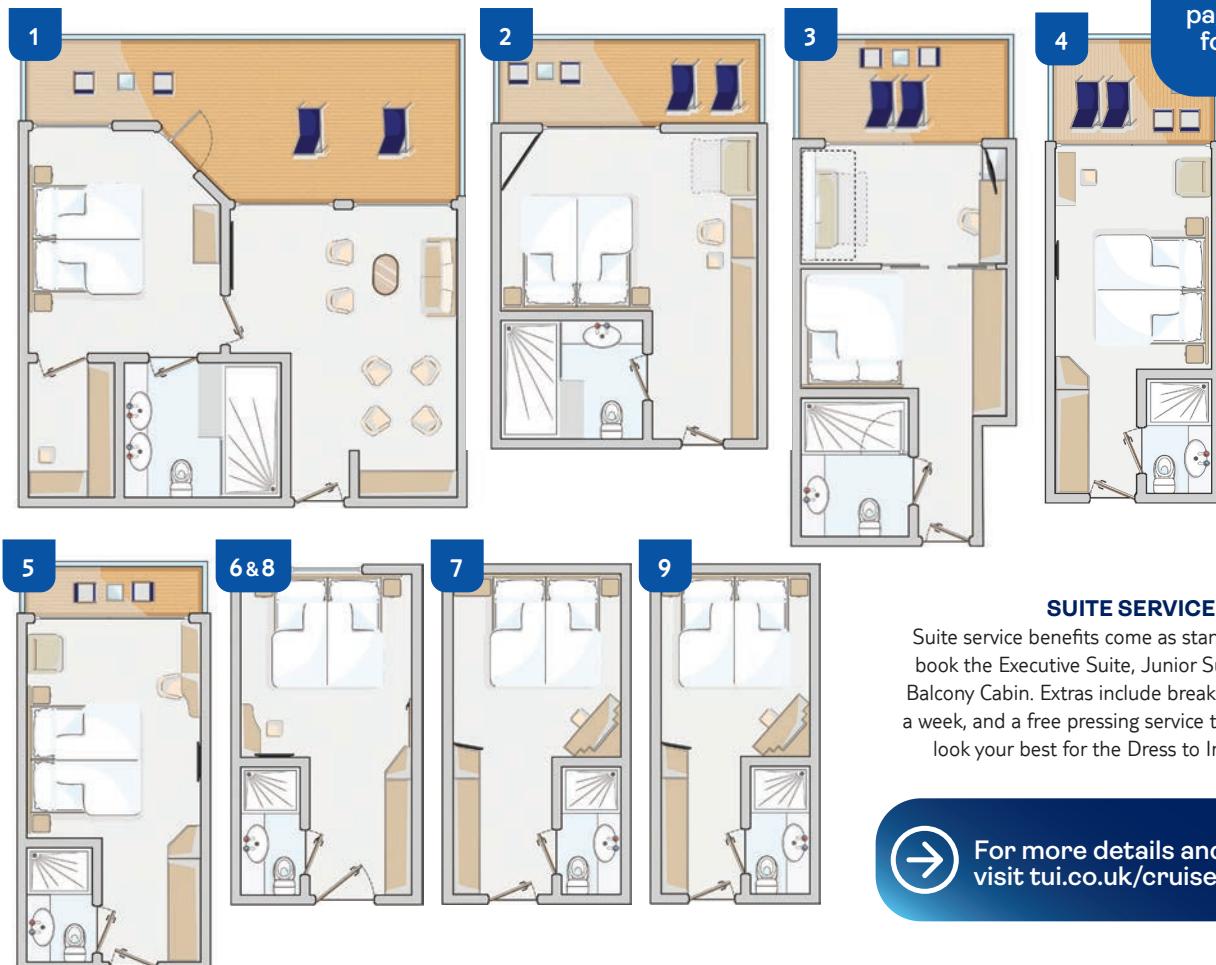 1
2
3
4
pa
fo
5
6&8
7
9
SUITE SERVICE
Suite service benefits come as stan
book the Executive Suite, Junior Su
Balcony Cabin. Extras include break
a week, and a free pressing service t
look your best for the Dress to In
For more details and
visit tui.co.uk/cruise